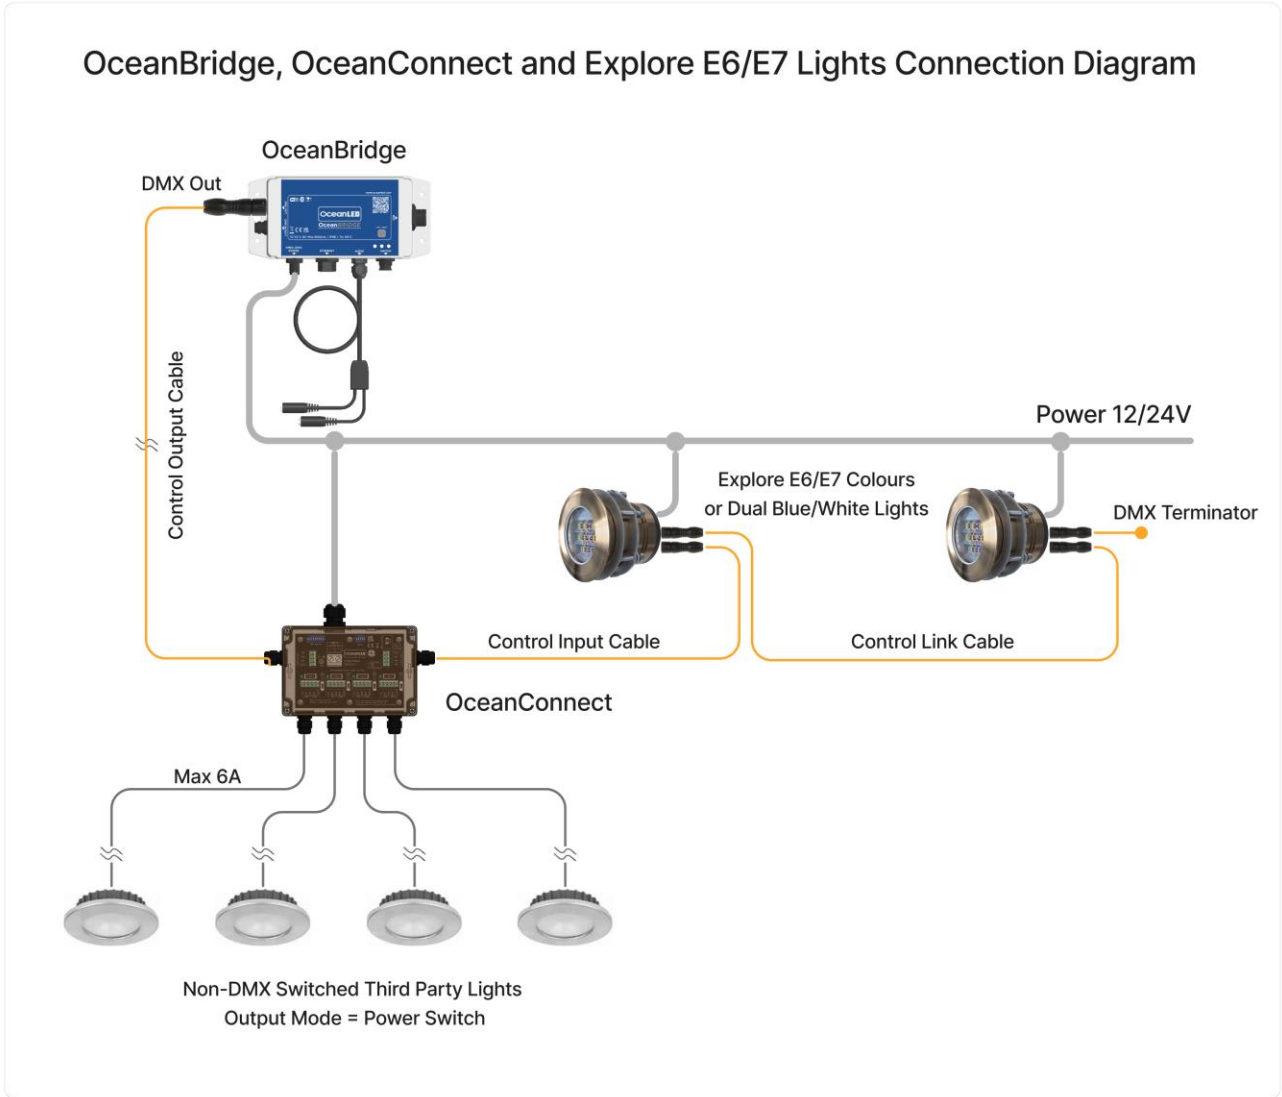 OceanBridge, OceanConnect and Explore E6/E7 Lights Connection Diagram
OceanBridge
DMX Out
OceanLED
OceanBRIDGE
Control Output Cable
Power 12/24V
Explore E6/E7 Colours
or Dual Blue/White Lights
DMX Terminator
Control Input Cable
Control Link Cable
OceanConnect
Max 6A
Non-DMX Switched Third Party Lights
Output Mode = Power Switch